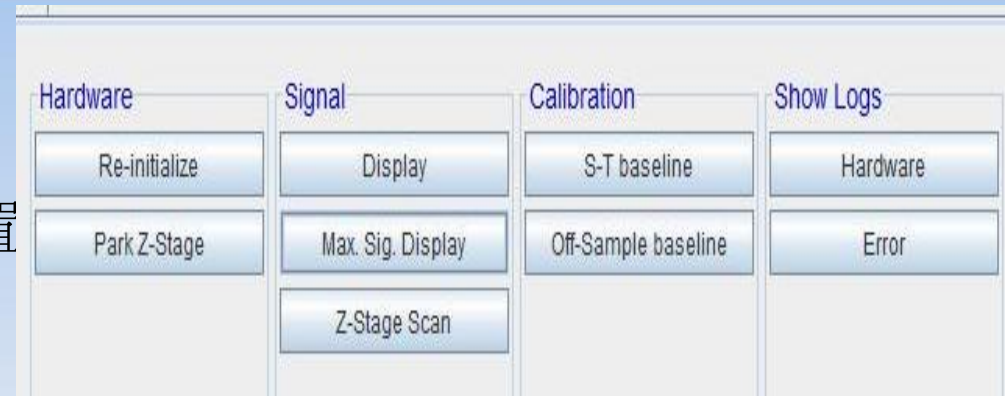 Hardware
Signal
Calibration
Show Logs
Re-initialize
Display
S-T baseline
Hardware
Park Z-Stage
Max. Sig. Display
Off-Sample baseline
Error
Z-Stage Scan